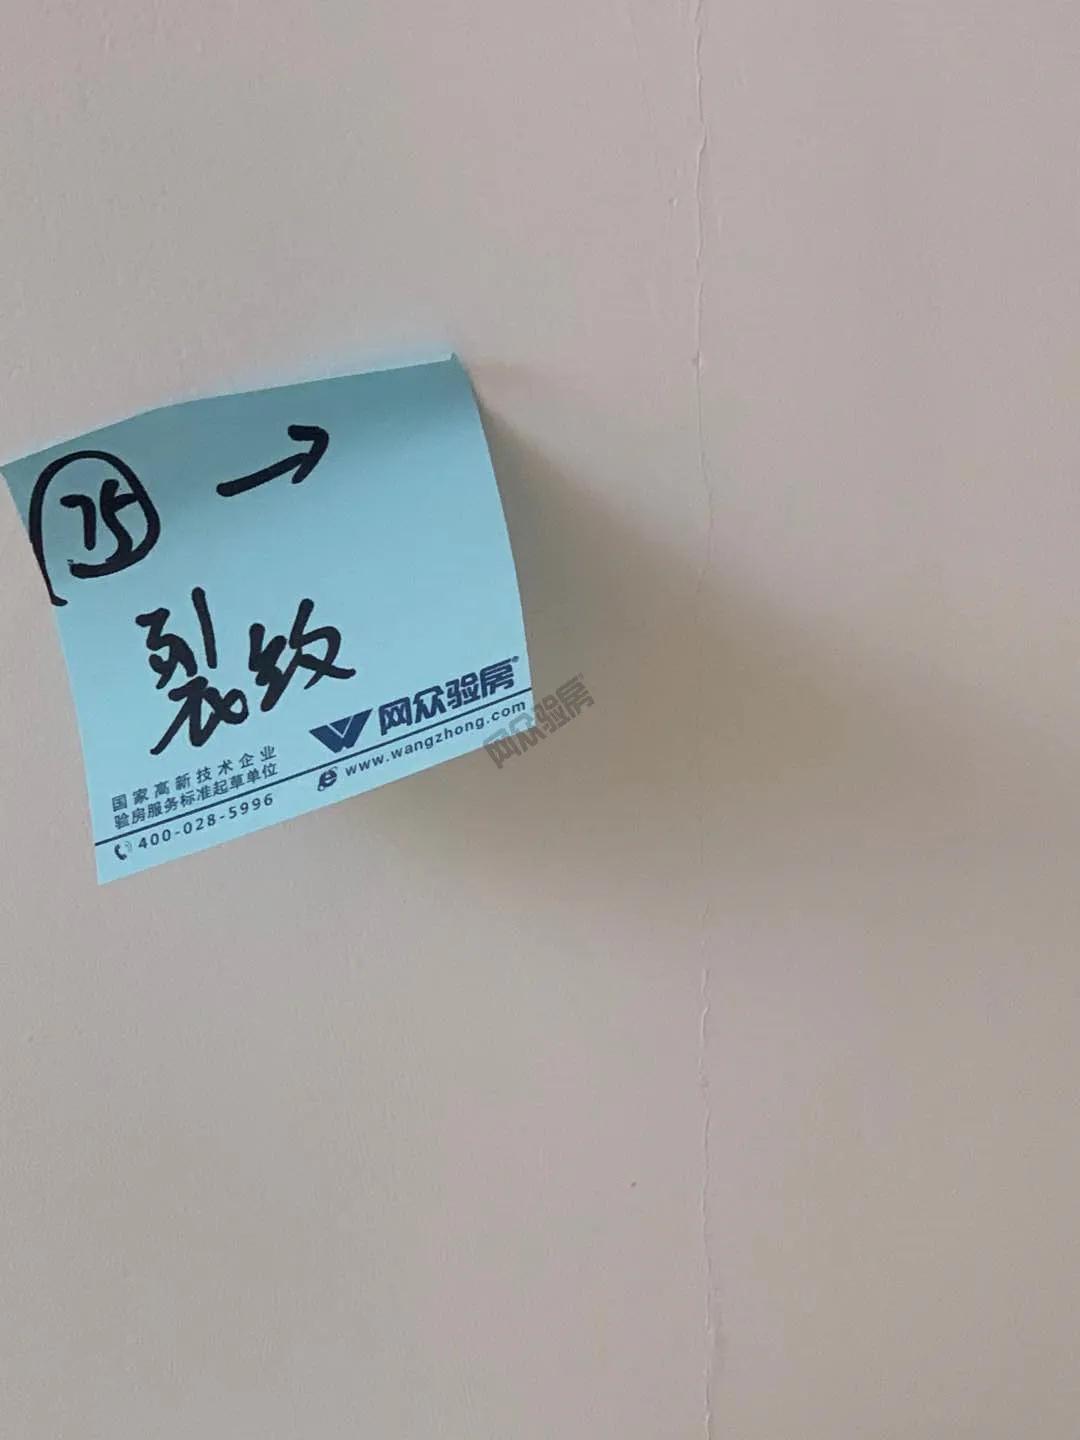 75 →
裂纹
网众验房
www.wangzhong.com
国家高新技术企业
验房服务标准起草单位
400-028-5996
网众验房